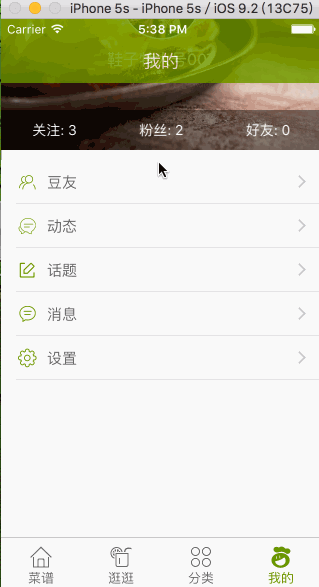 iPhone 5s - iPhone 5s / iOS 9.2 (13C75)
Carrier 5:38 PM
我的
关注: 3 粉丝: 2 好友: 0
豆友
动态
话题
消息
设置
菜谱 逛逛 分类 我的